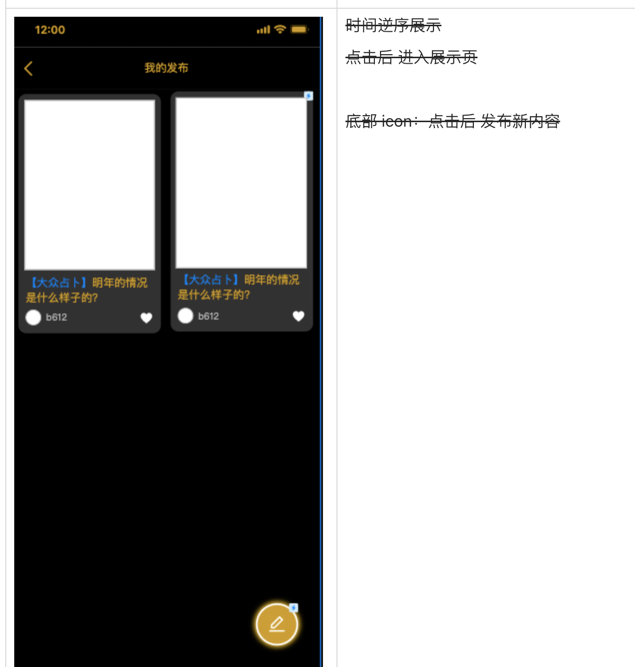 12:00
我的发布
【大众占卜】明年的情况
是什么样子的?
b612
【大众占卜】明年的情况
是什么样子的?
b612
时间逆序展示
点击后 进入展示页
底部 icon：点击后 发布新内容